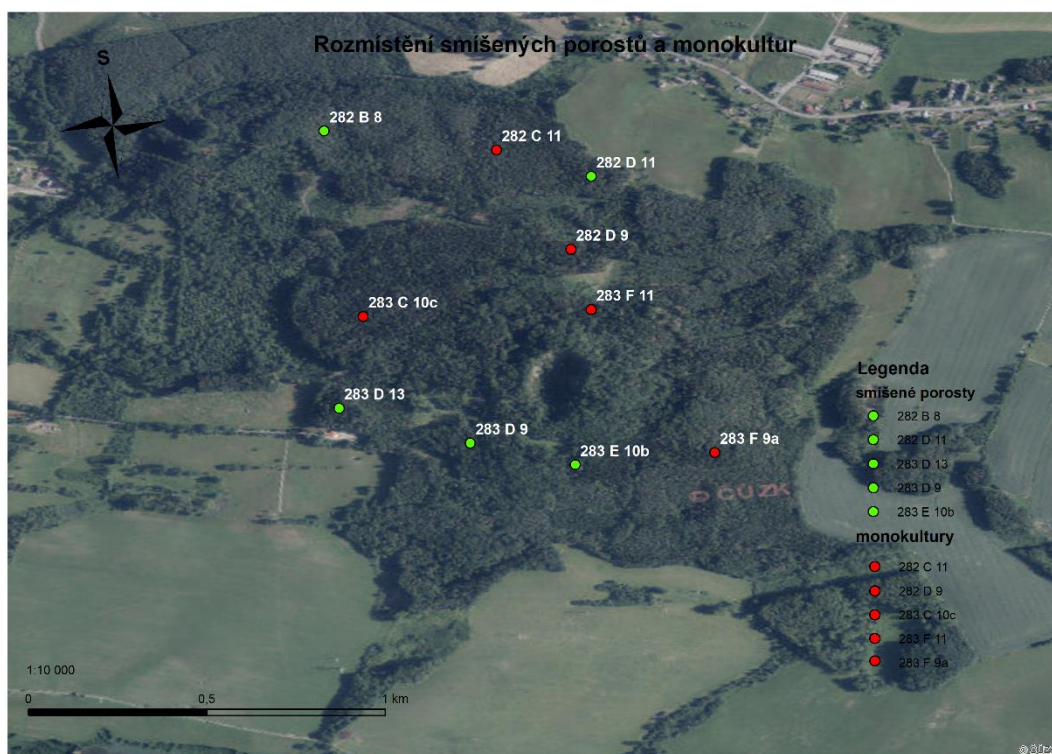 Rozmístění smíšených porostů a monokultur
S
282 B 8
282 C 11
282 D 11
282 D 9
283 F 11
283 C 10c
283 D 13
283 D 9
283 E 10b
283 F 9a
© ČÚZK
Legenda
smíšené porosty
282 B 8
282 D 11
283 D 13
283 D 9
283 E 10b
monokultury
282 C 11
282 D 9
283 C 10c
283 F 11
283 F 9a
1:10 000
0 0,5 1 km